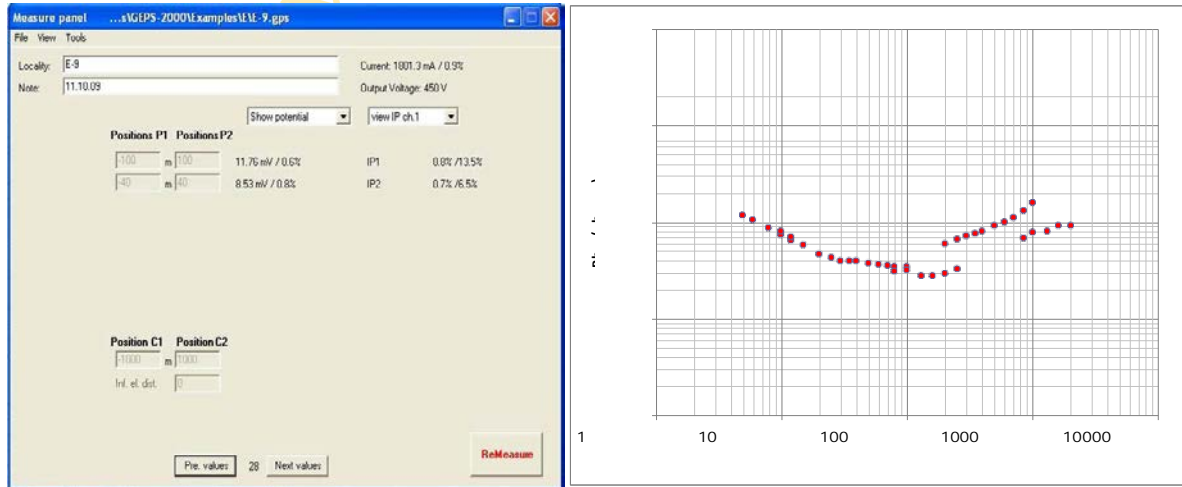 Measure panel ...s\GEPS-2000\Examples\E\E-9.gps
File View Tools
Locality: E-9 Current: 1801.3 mA / 0.9%
Note: 11.10.09 Output Voltage: 450 V
Show potential view IP ch.1
Positions P1 Positions P2
-100 m 100 11.76 mV / 0.6% IP1 0.8% /13.5%
-40 m 40 8.53 mV / 0.8% IP2 0.7% /6.5%
Position C1 Position C2
-1000 m 1000
Inf. el. dist. 0
ReMeasure
Pre. values 28 Next values
1 10 100 1000 10000